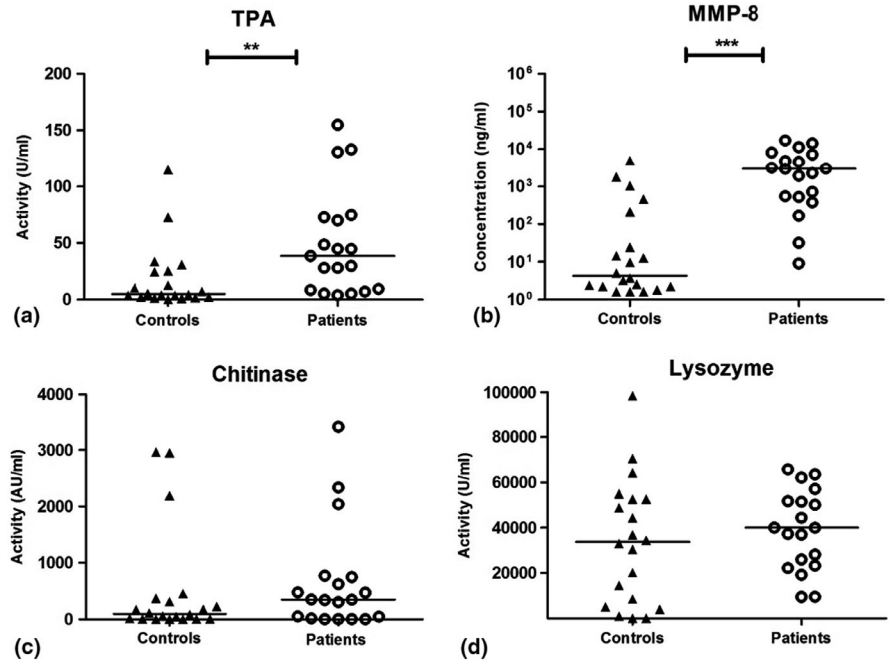 TPA
**
Activity (U/ml)
200
150
100
50
0
Controls
Patients
(a)
MMP-8
***
Concentration (ng/ml)
10⁶
10⁵
10⁴
10³
10²
10¹
10⁰
Controls
Patients
(b)
Chitinase
Activity (AU/ml)
4000
3000
2000
1000
0
Controls
Patients
(c)
Lysozyme
Activity (U/ml)
100000
80000
60000
40000
20000
Controls
Patients
(d)